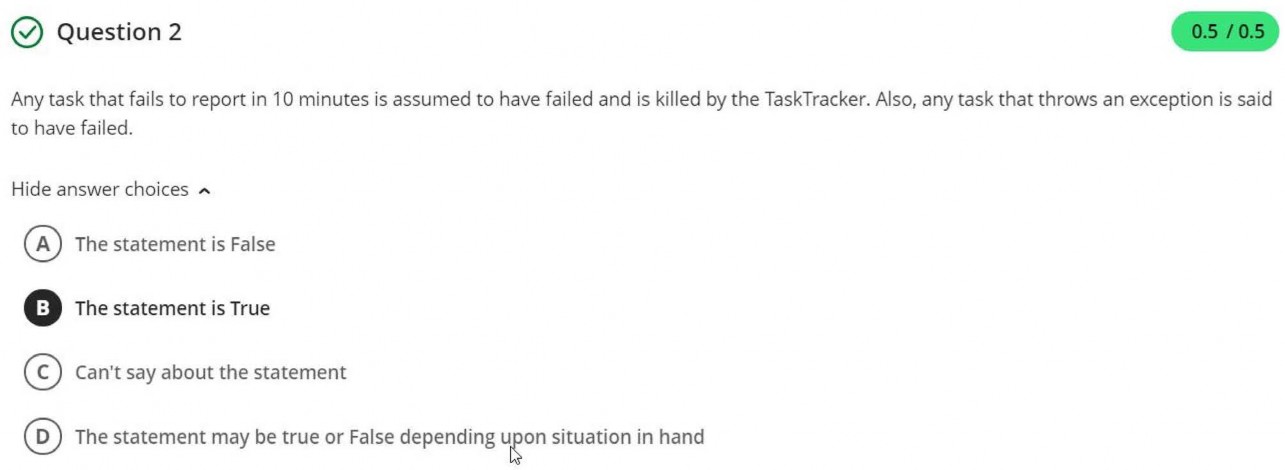 Question 2
0.5 / 0.5
Any task that fails to report in 10 minutes is assumed to have failed and is killed by the TaskTracker. Also, any task that throws an exception is said
to have failed.
Hide answer choices
A The statement is False
B The statement is True
C Can't say about the statement
D The statement may be true or False depending upon situation in hand